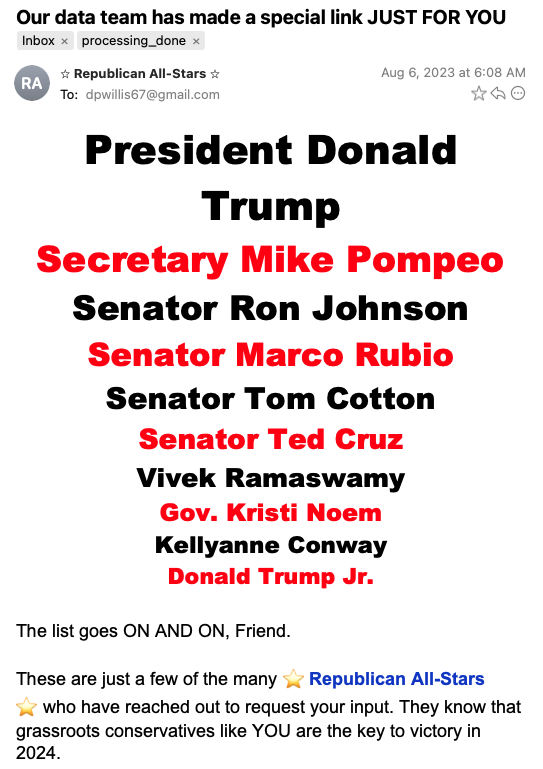 Our data team has made a special link JUST FOR YOU
Inbox × processing_done ×
RA
☆ Republican All-Stars ☆
Aug 6, 2023 at 6:08 AM
To: dpwillis67@gmail.com
President Donald
Trump
Secretary Mike Pompeo
Senator Ron Johnson
Senator Marco Rubio
Senator Tom Cotton
Senator Ted Cruz
Vivek Ramaswamy
Gov. Kristi Noem
Kellyanne Conway
Donald Trump Jr.
The list goes ON AND ON, Friend.
These are just a few of the many ⭐ Republican All-Stars
⭐ who have reached out to request your input. They know that
grassroots conservatives like YOU are the key to victory in
2024.